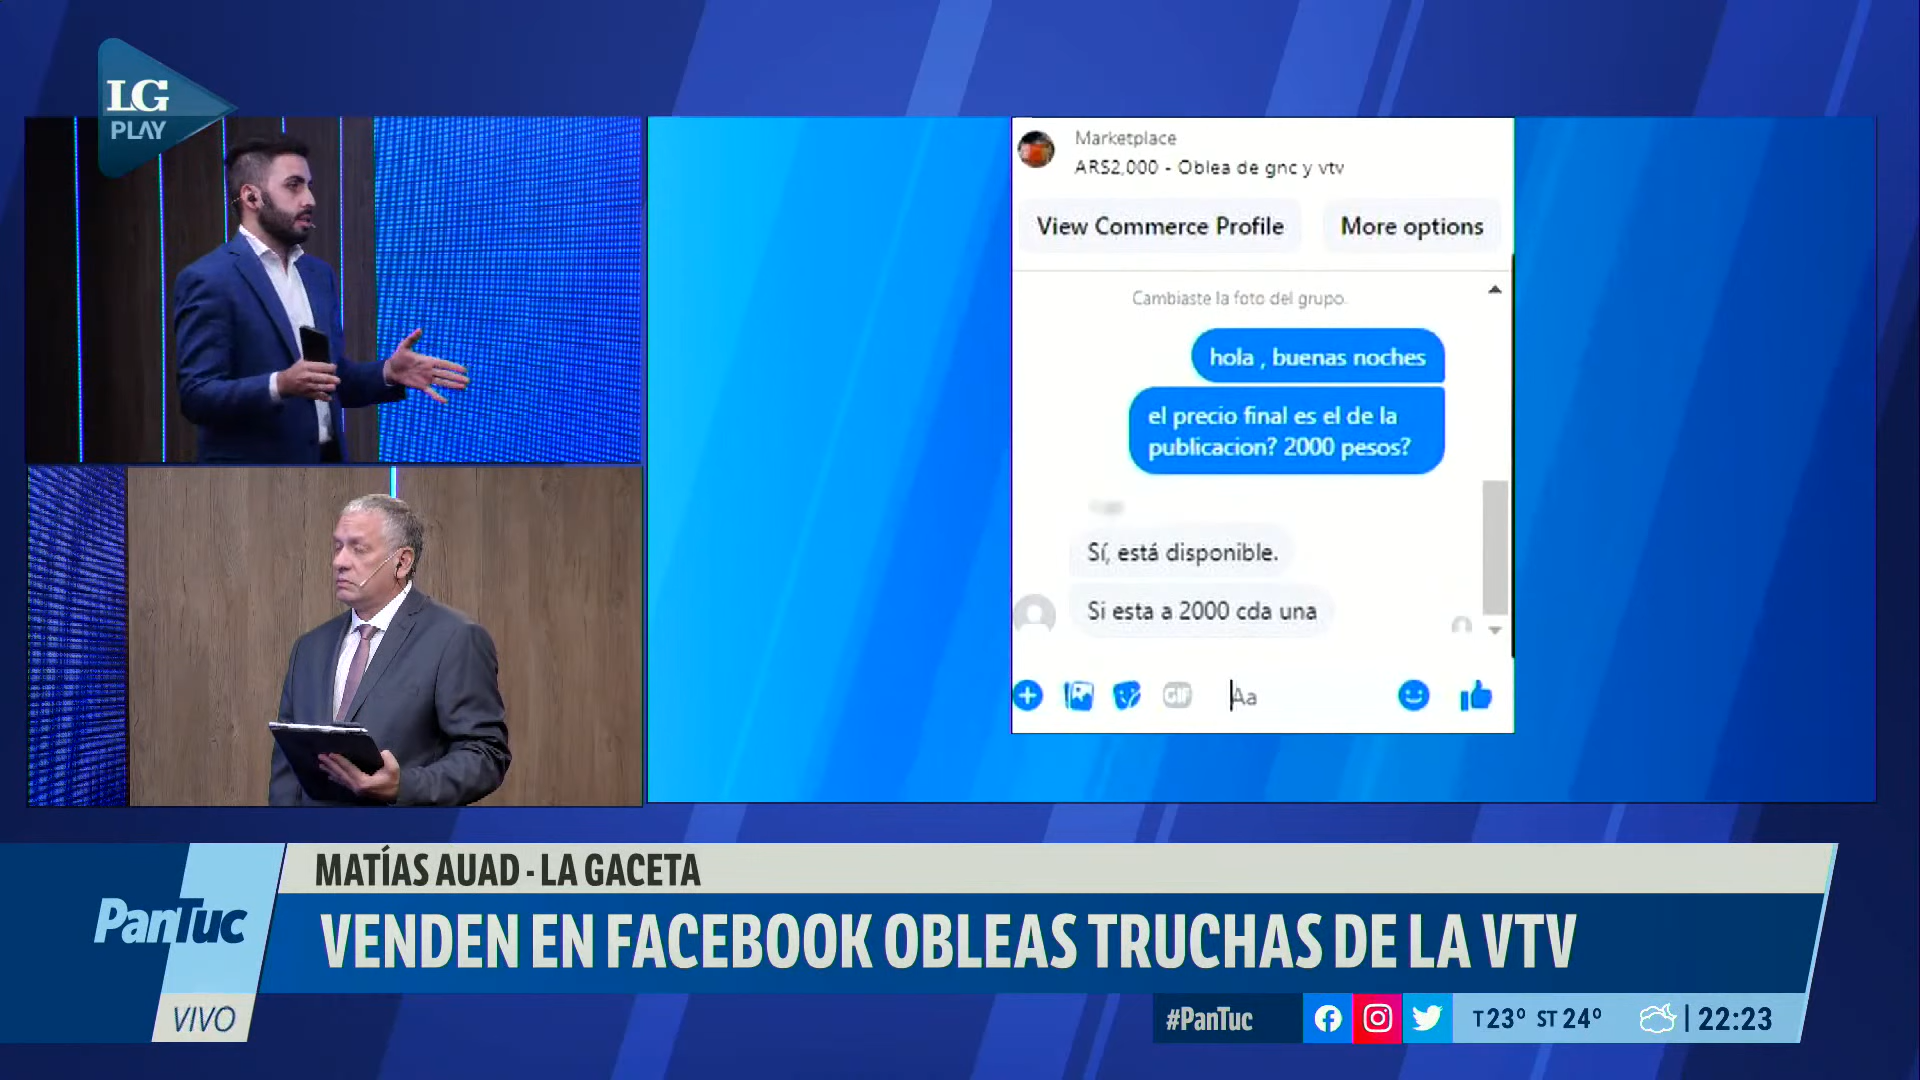 LG
PLAY
Marketplace
ARS2,000 - Oblea de gnc y vtv
View Commerce Profile
More options
Cambiaste la foto del grupo.
hola , buenas noches
el precio final es el de la
publicacion? 2000 pesos?
Sí, está disponible.
Si esta a 2000 cda una
GIF
Aa
MATÍAS AUAD - LA GACETA
PanTuc
VENDEN EN FACEBOOK OBLEAS TRUCHAS DE LA VTV
VIVO
#PanTuc
T 23º ST 24º
22:23